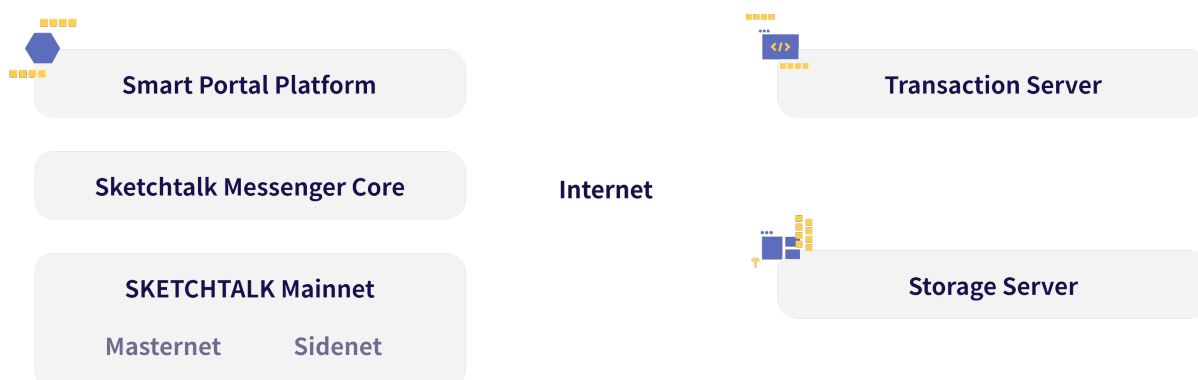 Smart Portal Platform
Transaction Server
Sketchtalk Messenger Core
Internet
SKETCHTALK Mainnet
Storage Server
Masternet
Sidenet